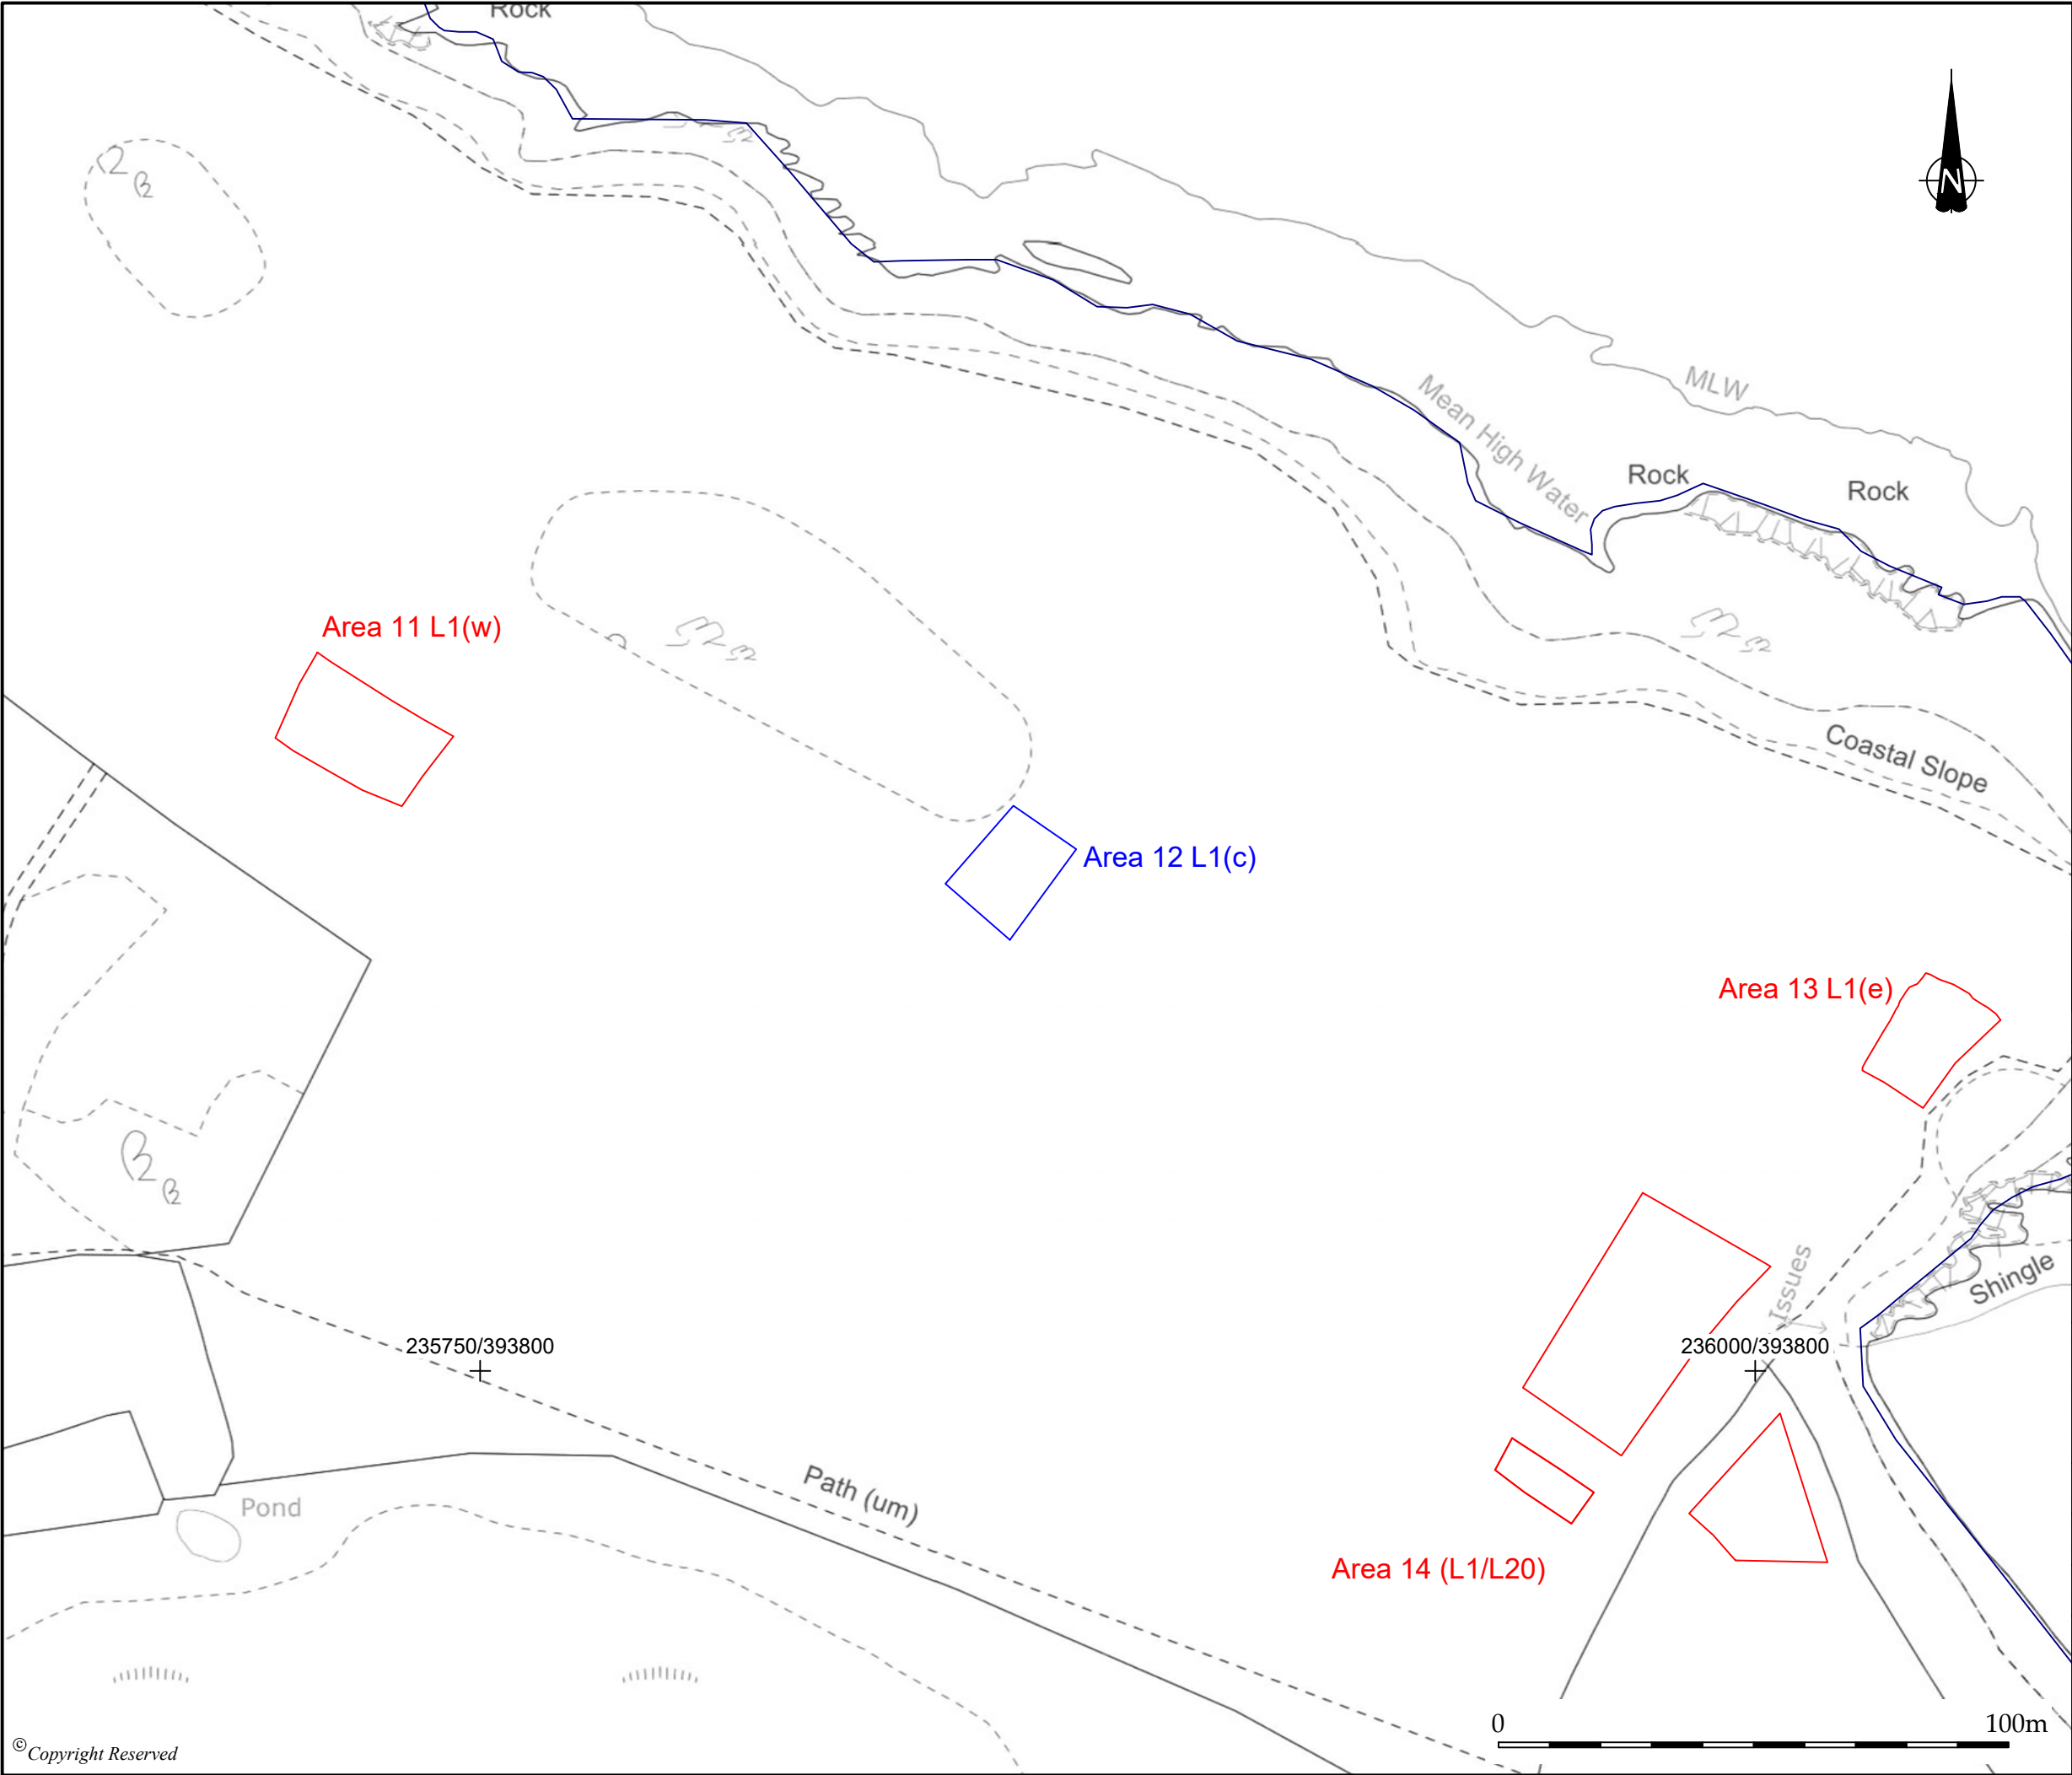 Rock
N
MLW
Mean High Water
Rock
Rock
Area 11 L1(w)
Coastal Slope
Area 12 L1(c)
Area 13 L1(e)
Issues
Shingle
235750/393800
236000/393800
Path (um)
Pond
Area 14 (L1/L20)
0 100m
©Copyright Reserved